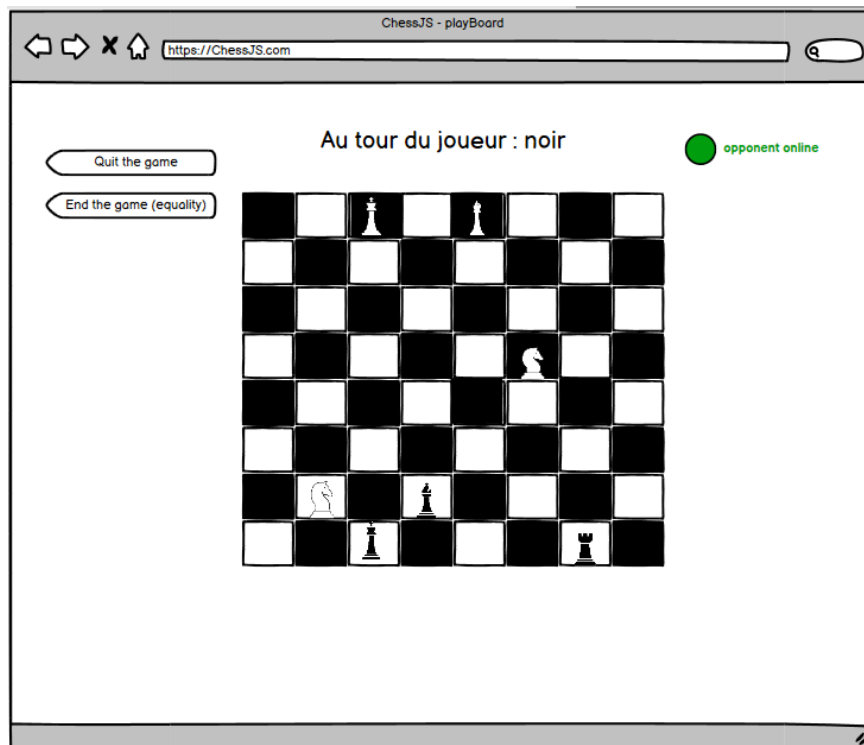 ChessJS - playBoard
https://ChessJS.com
Au tour du joueur : noir
opponent online
Quit the game
End the game (equality)